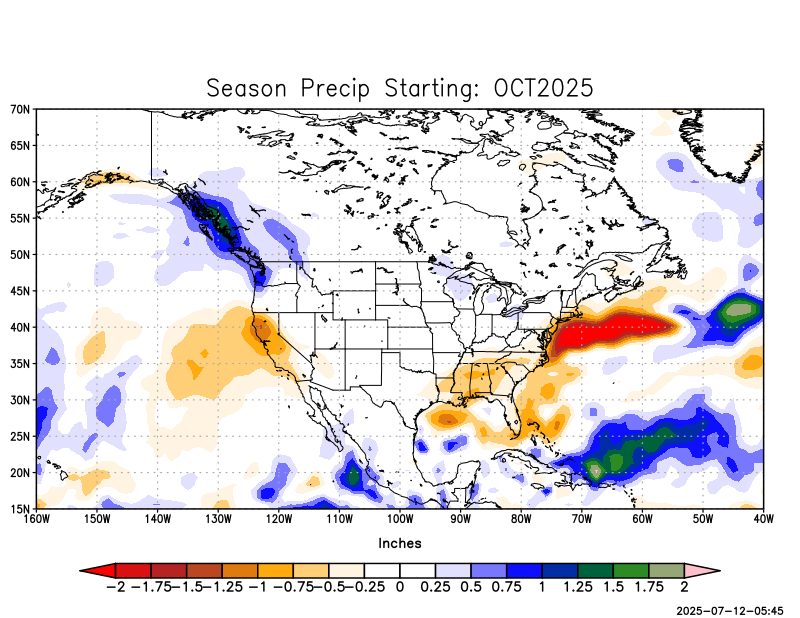 Season Precip Starting: OCT2025
70N
65N
60N
55N
50N
45N
40N
35N
30N
25N
20N
15N
160W 150W 140W 130W 120W 110W 100W 90W 80W 70W 60W 50W 40W
Inches
-2 -1.75 -1.5 -1.25 -1 -0.75 -0.5 -0.25 0 0.25 0.5 0.75 1 1.25 1.5 1.75 2
2025-07-12-05:45